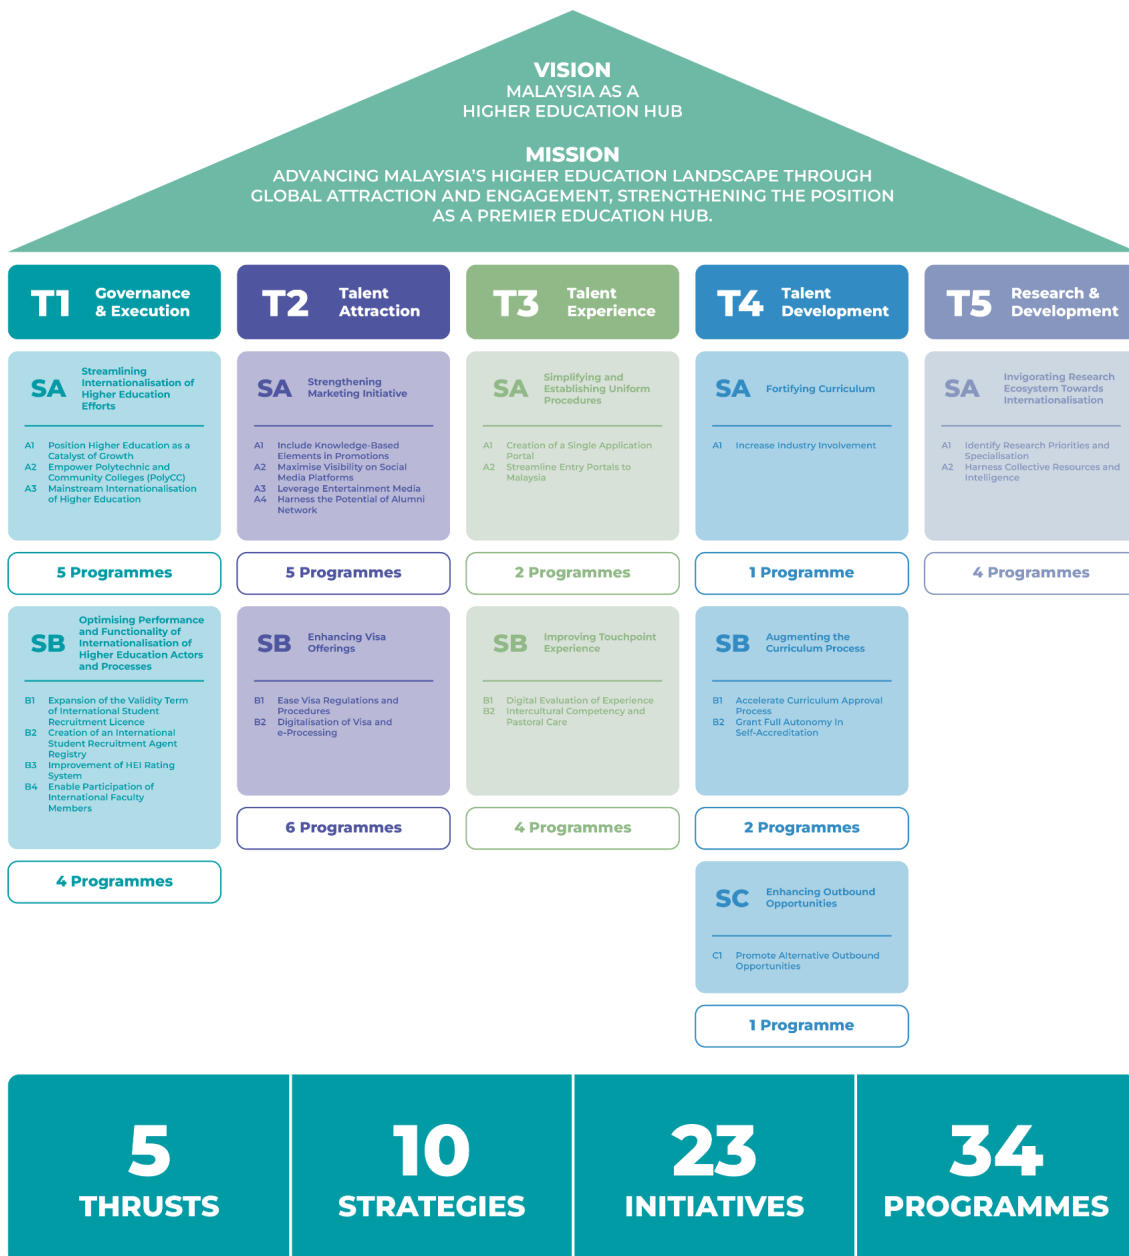 VISION
MALAYSIA AS A
HIGHER EDUCATION HUB
MISSION
ADVANCING MALAYSIA'S HIGHER EDUCATION LANDSCAPE THROUGH
GLOBAL ATTRACTION AND ENGAGEMENT, STRENGTHENING THE POSITION
AS A PREMIER EDUCATION HUB.
T1 Governance
& Execution
SA Streamlining
Internationalisation of
Higher Education
Efforts
A1 Position Higher Education as a
Catalyst of Growth
A2 Empower Polytechnic and
Community Colleges (PolyCC)
A3 Mainstream Internationalisation
of Higher Education
5 Programmes
SB Optimising Performance
and Functionality of
Internationalisation of
Higher Education Actors
and Processes
B1 Expansion of the Validity Term
of International Student
Recruitment Licence
B2 Creation of an International
Student Recruitment Agent
Registry
B3 Improvement of HEI Rating
System
B4 Enable Participation of
International Faculty
Members
4 Programmes
T2 Talent
Attraction
SA Strengthening
Marketing Initiative
A1 Include Knowledge-Based
Elements in Promotions
A2 Maximise Visibility on Social
Media Platforms
A3 Leverage Entertainment Media
A4 Harness the Potential of Alumni
Network
5 Programmes
SB Enhancing Visa
Offerings
B1 Ease Visa Regulations and
Procedures
B2 Digitalisation of Visa and
e-Processing
6 Programmes
T3 Talent
Experience
SA Simplifying and
Establishing Uniform
Procedures
A1 Creation of a Single Application
Portal
A2 Streamline Entry Portals to
Malaysia
2 Programmes
SB Improving Touchpoint
Experience
B1 Digital Evaluation of Experience
B2 Intercultural Competency and
Pastoral Care
4 Programmes
T4 Talent
Development
SA Fortifying Curriculum
A1 Increase Industry Involvement
1 Programme
SB Augmenting the
Curriculum Process
B1 Accelerate Curriculum Approval
Process
B2 Grant Full Autonomy In
Self-Accreditation
2 Programmes
SC Enhancing Outbound
Opportunities
C1 Promote Alternative Outbound
Opportunities
1 Programme
T5 Research &
Development
SA Invigorating Research
Ecosystem Towards
Internationalisation
A1 Identify Research Priorities and
Specialisation
A2 Harness Collective Resources and
Intelligence
4 Programmes
5
THRUSTS
10
STRATEGIES
23
INITIATIVES
34
PROGRAMMES